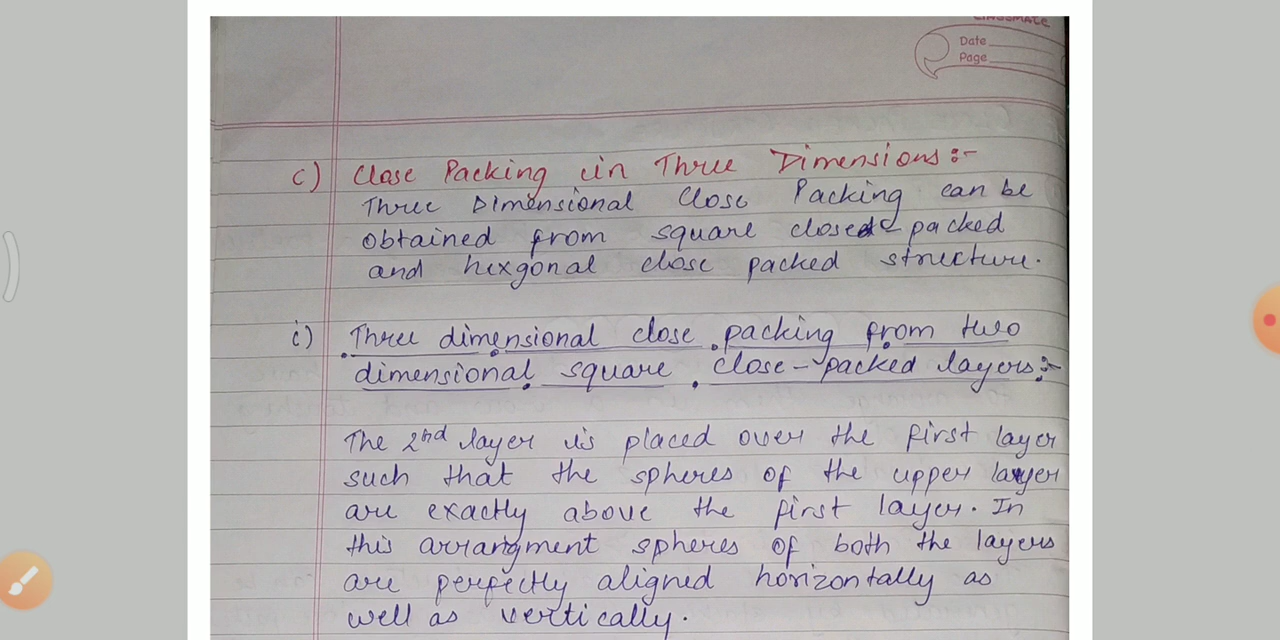 CLASSMATE
Date
Page
c) Close Packing in Three Dimensions :-
Three Dimensional Close Packing can be
obtained from square closed packed
and hexgonal close packed structure.
i) Three dimensional close packing from two
dimensional square close-packed layers :-
The 2nd layer is placed over the first layer
such that the spheres of the upper layer
are exactly above the first layer. In
this arrangment spheres of both the layers
are perfectly aligned horizontally as
well as vertically.